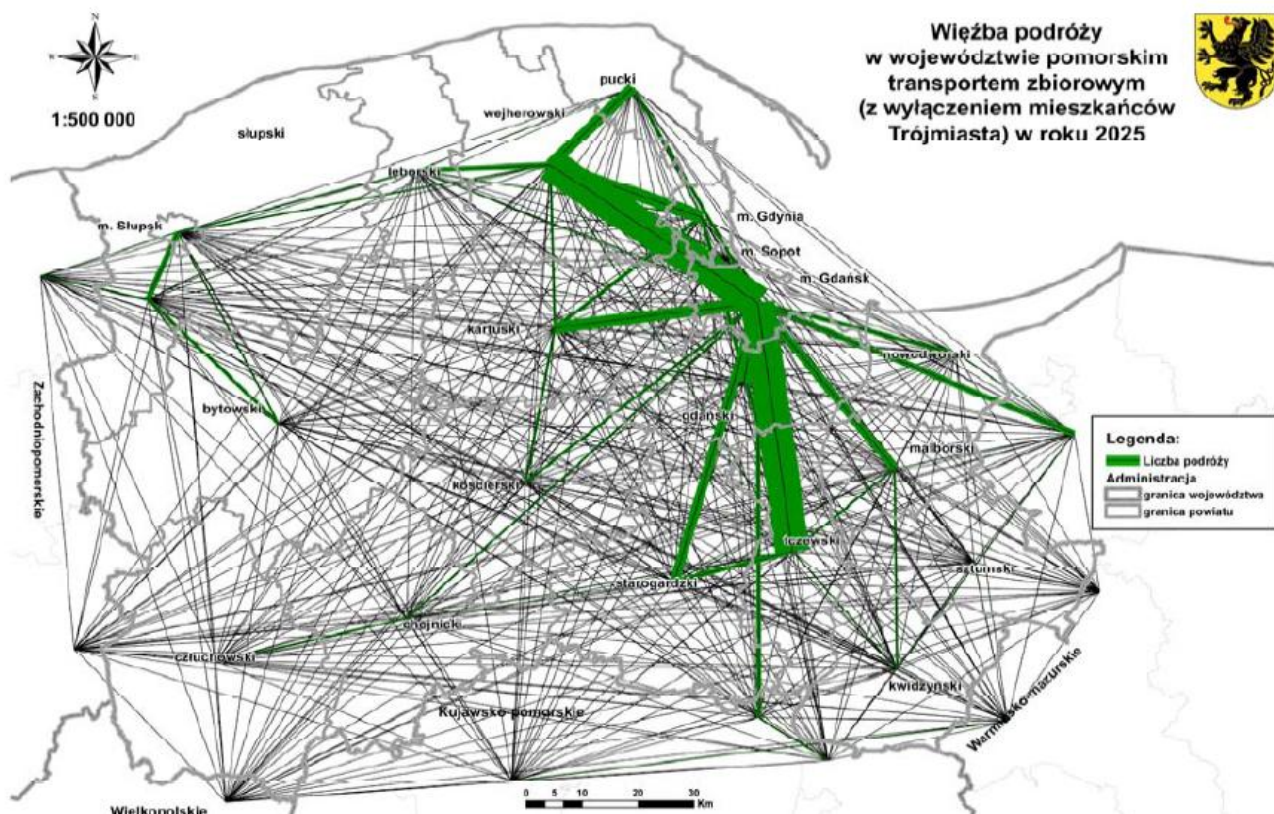 Więźba podróży
w województwie pomorskim
transportem zbiorowym
(z wyłączeniem mieszkańców
Trójmiasta) w roku 2025
N
1:500 000
pucki
wejherowski
słupski
lęborski
m. Gdynia
m. Słupsk
m. Sopot
m. Gdańsk
kartuski
nowodworski
Zachodniopomorskie
bytowski
gdański
malborski
Legenda:
Liczba podróży
Administracja
granica województwa
granica powiatu
kościerski
tczewski
sztumski
starogardzki
chojnicki
człuchowski
kwidzyński
Warmińsko-mazurskie
Kujawsko-pomorskie
0 5 10 20 30
Km
Wielkopolskie